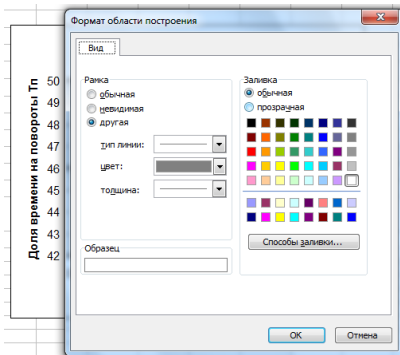 Формат области построения
Вид
Рамка
обычная
невидимая
другая
тип линии:
цвет:
толщина:
Образец
Заливка
обычная
прозрачная
Способы заливки...
ОК
Отмена
Доля времени на повороты Тп
50
49
48
47
46
45
44
43
42